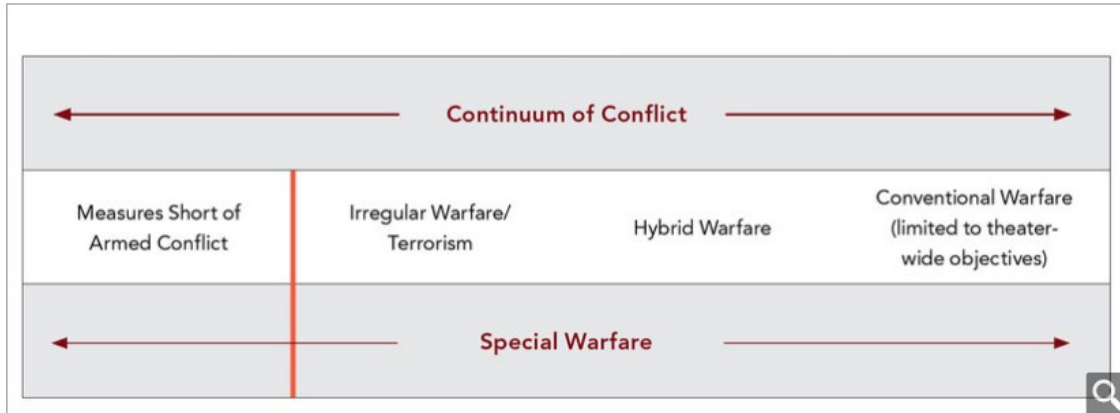 Continuum of Conflict
Measures Short of
Armed Conflict
Irregular Warfare/
Terrorism
Hybrid Warfare
Conventional Warfare
(limited to theater-
wide objectives)
Special Warfare